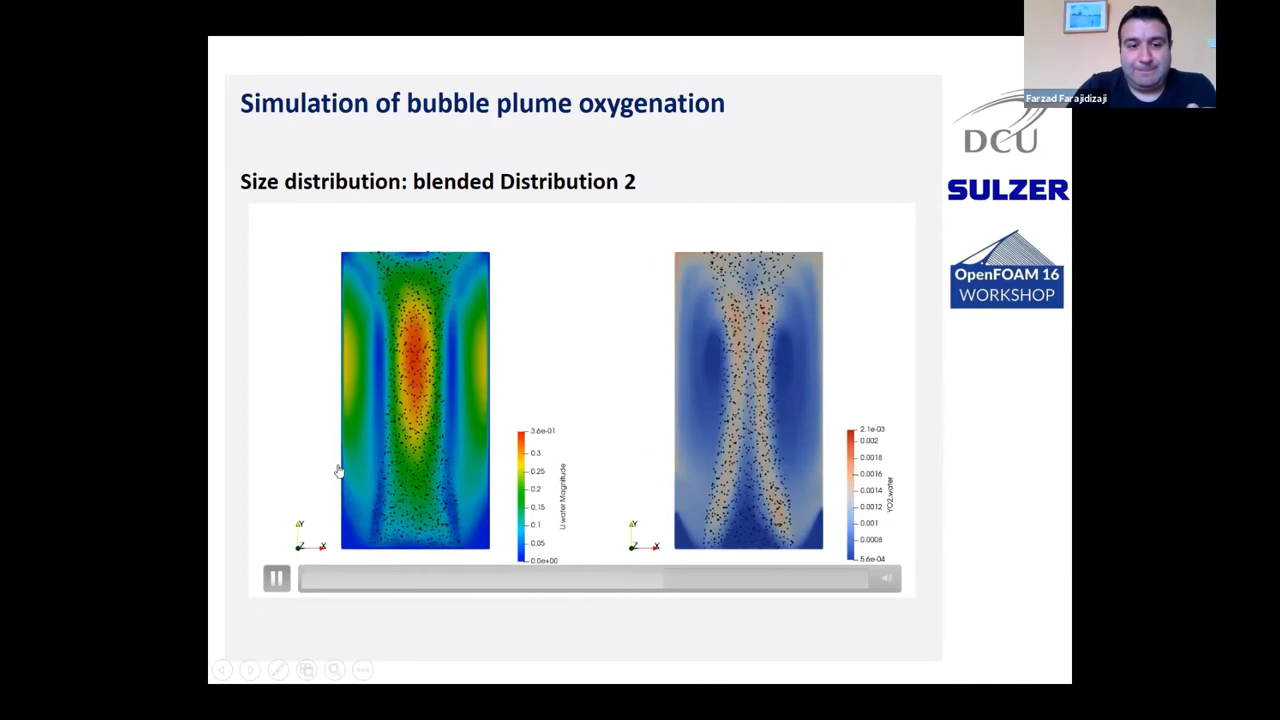 Simulation of bubble plume oxygenation
Farzad Farajidizaji
DCU
Size distribution: blended Distribution 2
SULZER
OpenFOAM 16
WORKSHOP
3.6e-01
0.3
0.25
0.2
0.15
0.1
0.05
0.0e+00
U.water Magnitude
2.1e-03
0.002
0.0018
0.0016
0.0014
0.0012
0.001
0.0008
5.6e-04
YO2.water
Y
Z
X
Y
Z
X